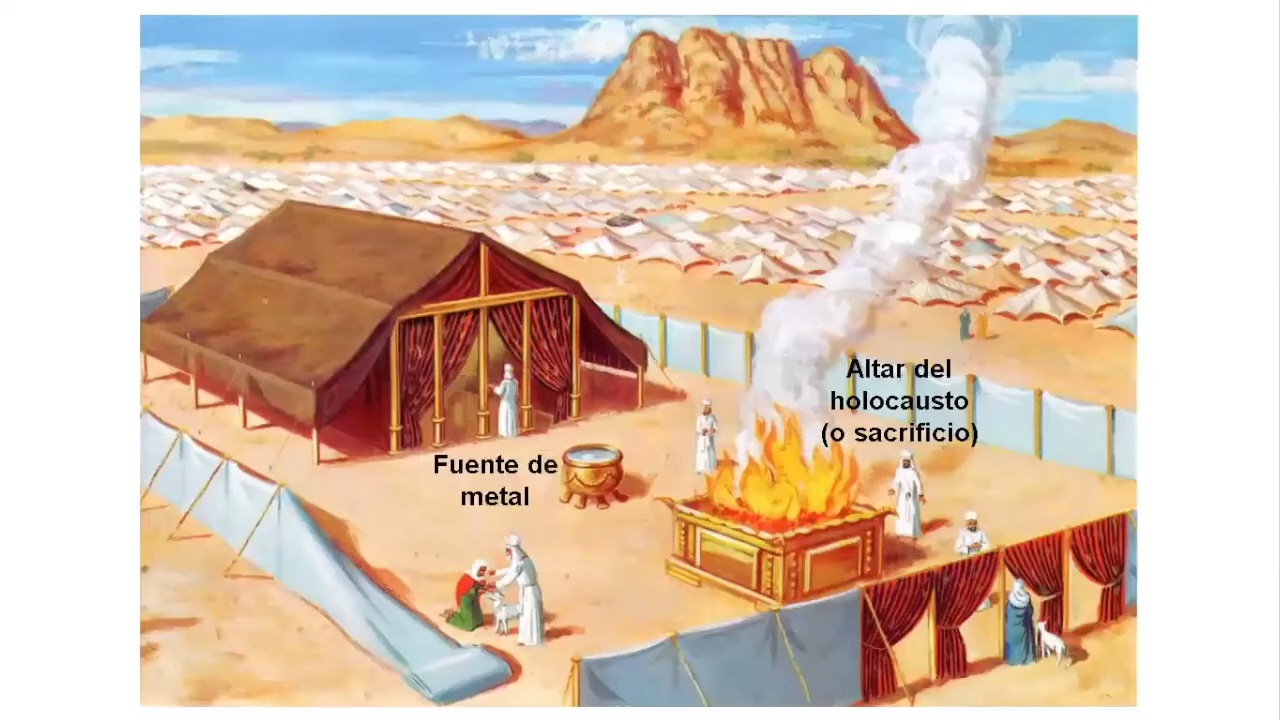 Altar del
holocausto
(o sacrificio)
Fuente de
metal